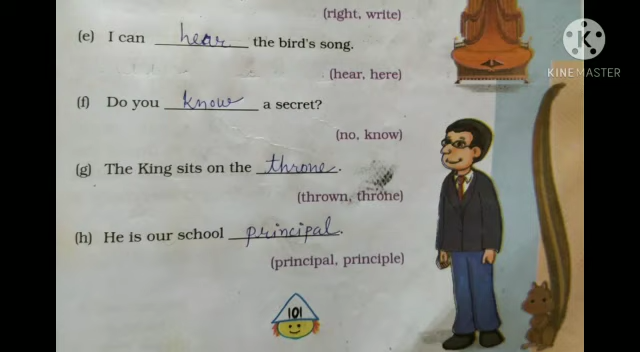 (right, write)
(e) I can hear the bird's song.
(hear, here)
(f) Do you know a secret?
(no, know)
(g) The King sits on the throne.
(thrown, throne)
(h) He is our school principal.
(principal, principle)
101
KINEMASTER